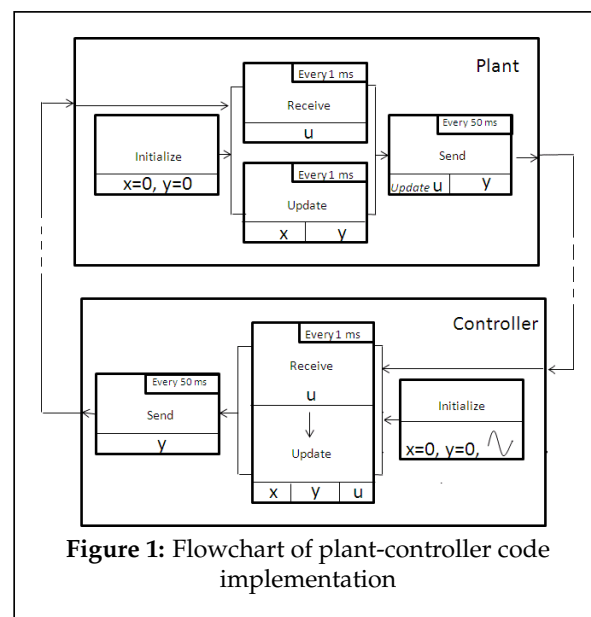 Plant
Every 1 ms
Receive
u
Initialize
x=0, y=0
Every 1 ms
Update
x y
Every 50 ms
Send
Update u y
Controller
Every 1 ms
Receive
u
Update
x y u
Every 50 ms
Send
y
Initialize
x=0, y=0,
Figure 1: Flowchart of plant-controller code
implementation